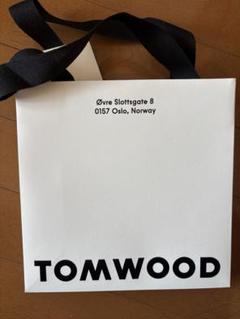 Øvre Slottsgate 8
0157 Oslo, Norway
TOMWOOD